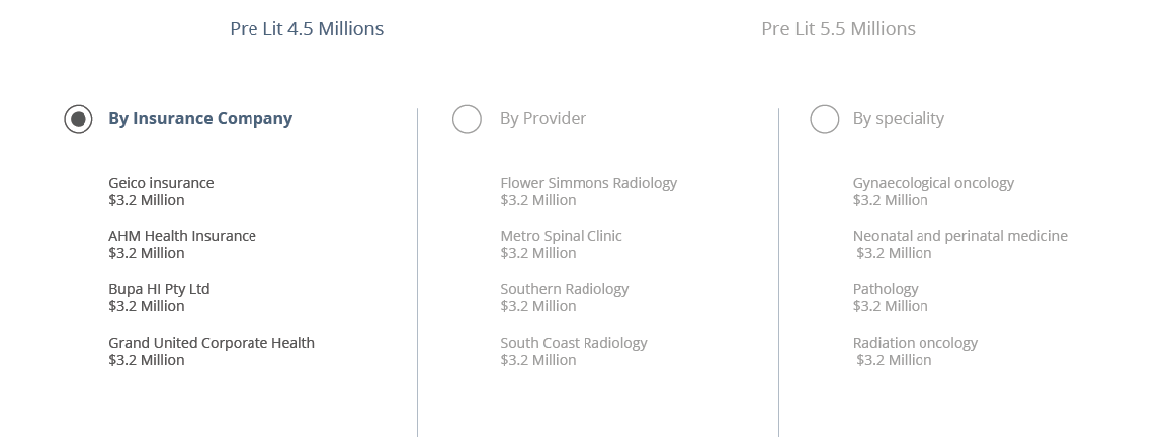 Pre Lit 4.5 Millions
Pre Lit 5.5 Millions
By Insurance Company
Geico insurance
$3.2 Million
AHM Health Insurance
$3.2 Million
Bupa HI Pty Ltd
$3.2 Million
Grand United Corporate Health
$3.2 Million
By Provider
Flower Simmons Radiology
$3.2 Million
Metro Spinal Clinic
$3.2 Million
Southern Radiology
$3.2 Million
South Coast Radiology
$3.2 Million
By speciality
Gynaecological oncology
$3.2 Million
Neonatal and perinatal medicine
$3.2 Million
Pathology
$3.2 Million
Radiation oncology
$3.2 Million